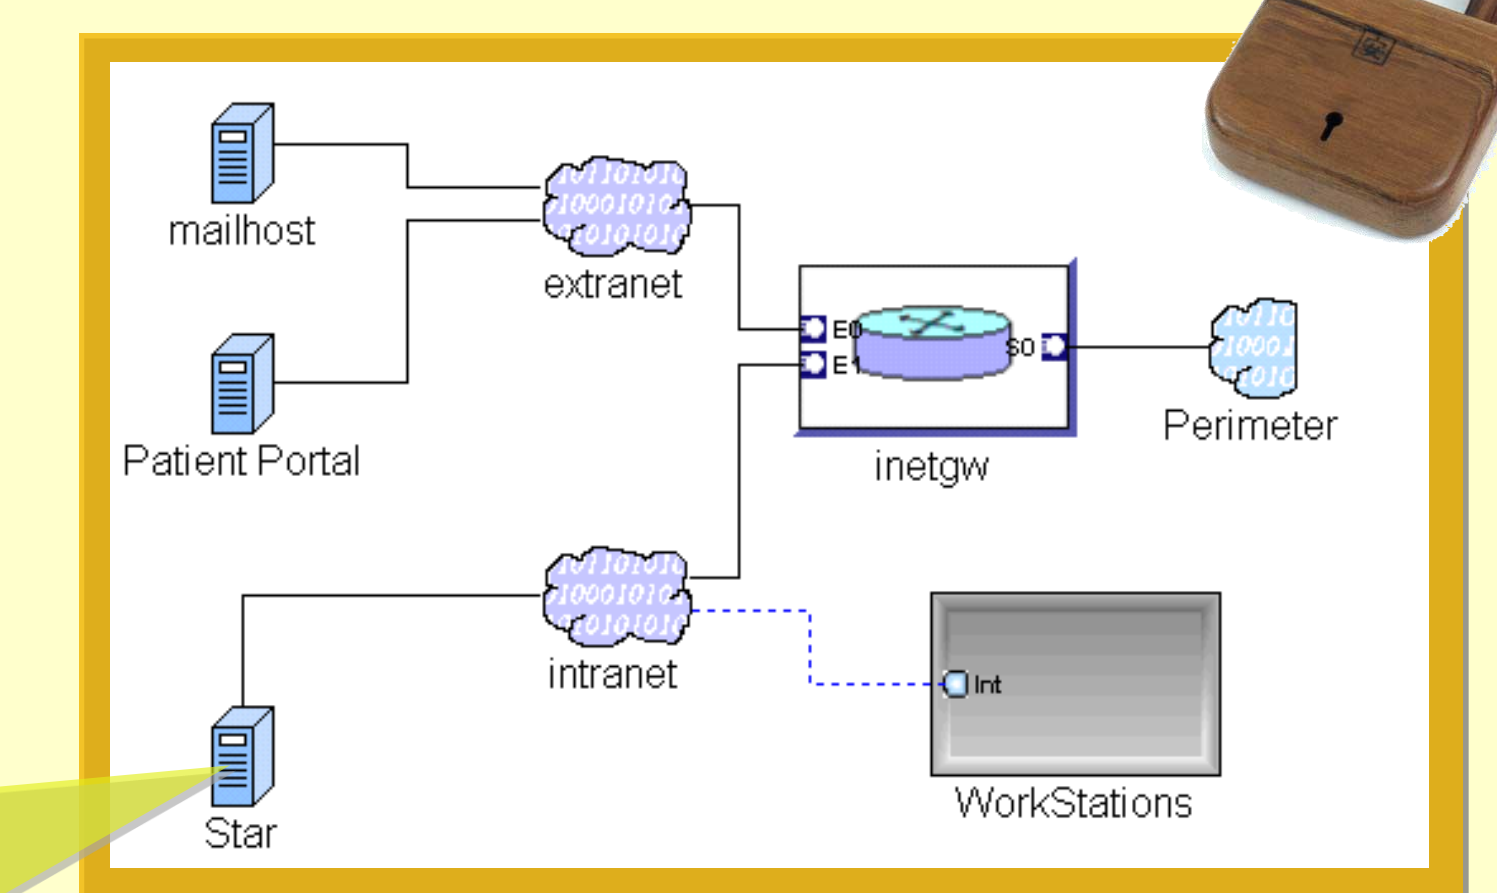 mailhost
extranet
E0
S0
E1
Perimeter
Patient Portal
inetgw
intranet
Int
WorkStations
Star